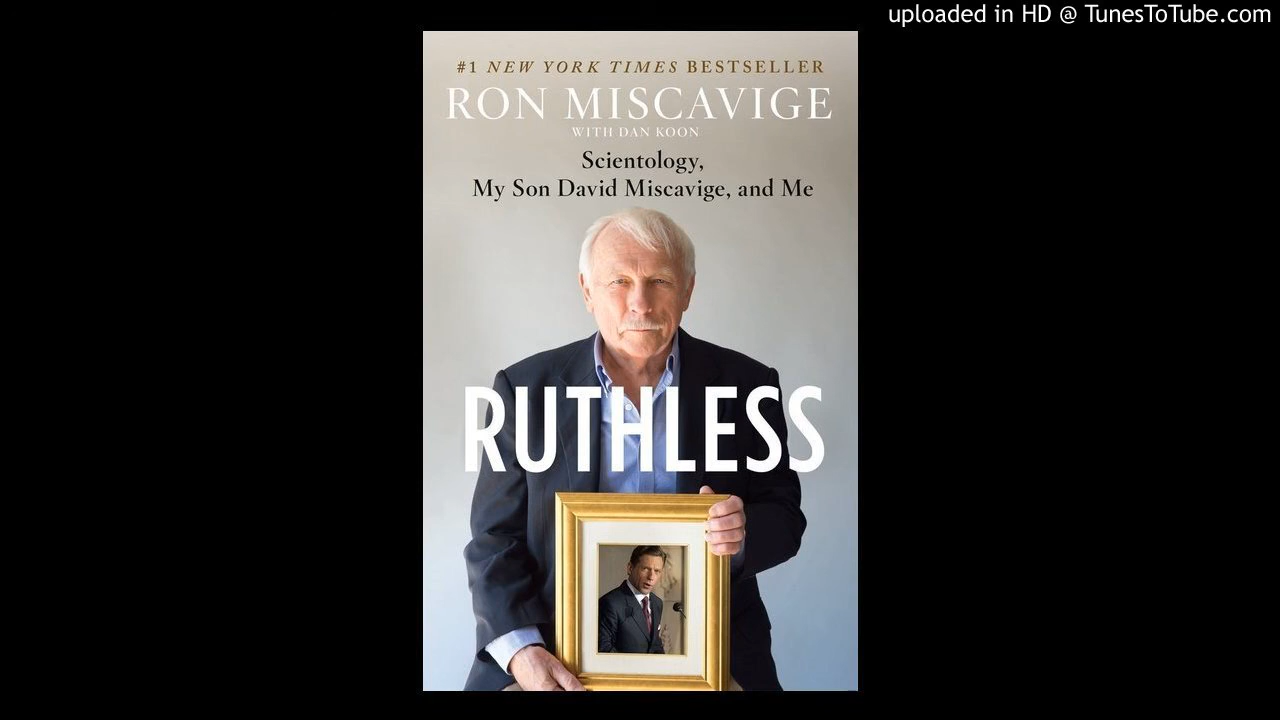 uploaded in HD @ TunesToTube.com
#1 NEW YORK TIMES BESTSELLER
RON MISCAVIGE
WITH DAN KOON
Scientology,
My Son David Miscavige, and Me
RUTHLESS